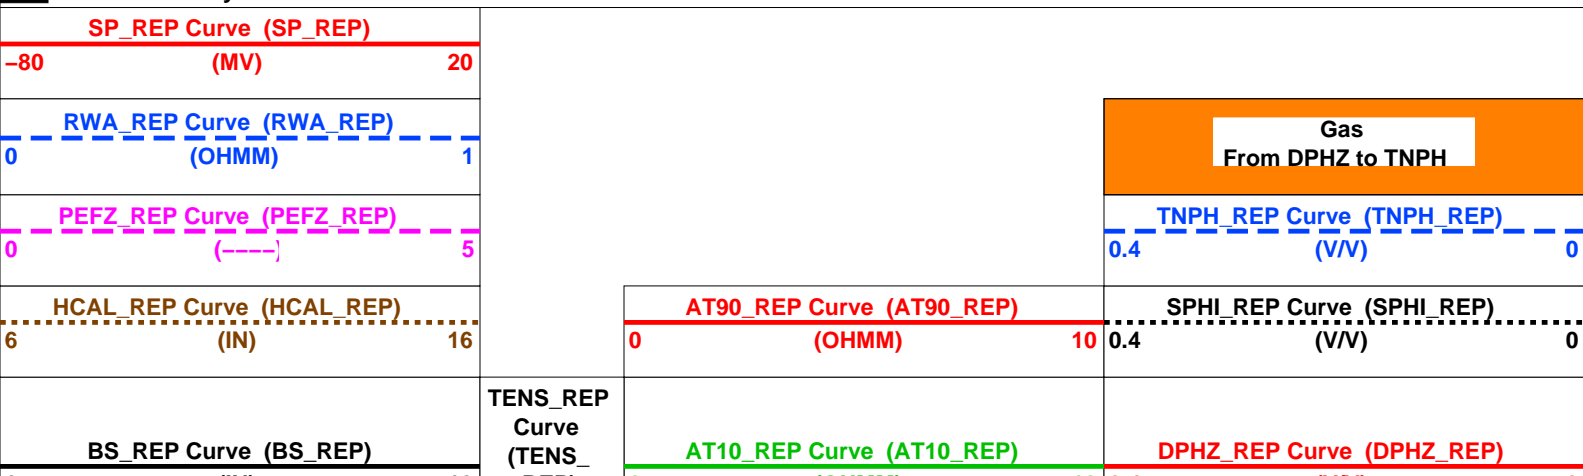 SP_REP Curve (SP_REP)
−80 (MV) 20
RWA_REP Curve (RWA_REP)
0 (OHMM) 1
Gas
From DPHZ to TNPH
PEFZ_REP Curve (PEFZ_REP)
0 (−−−−) 5
TNPH_REP Curve (TNPH_REP)
0.4 (V/V) 0
HCAL_REP Curve (HCAL_REP)
6 (IN) 16
AT90_REP Curve (AT90_REP)
0 (OHMM) 10
SPHI_REP Curve (SPHI_REP)
0.4 (V/V) 0
BS_REP Curve (BS_REP)
TENS_REP
Curve
(TENS_
AT10_REP Curve (AT10_REP)
DPHZ_REP Curve (DPHZ_REP)